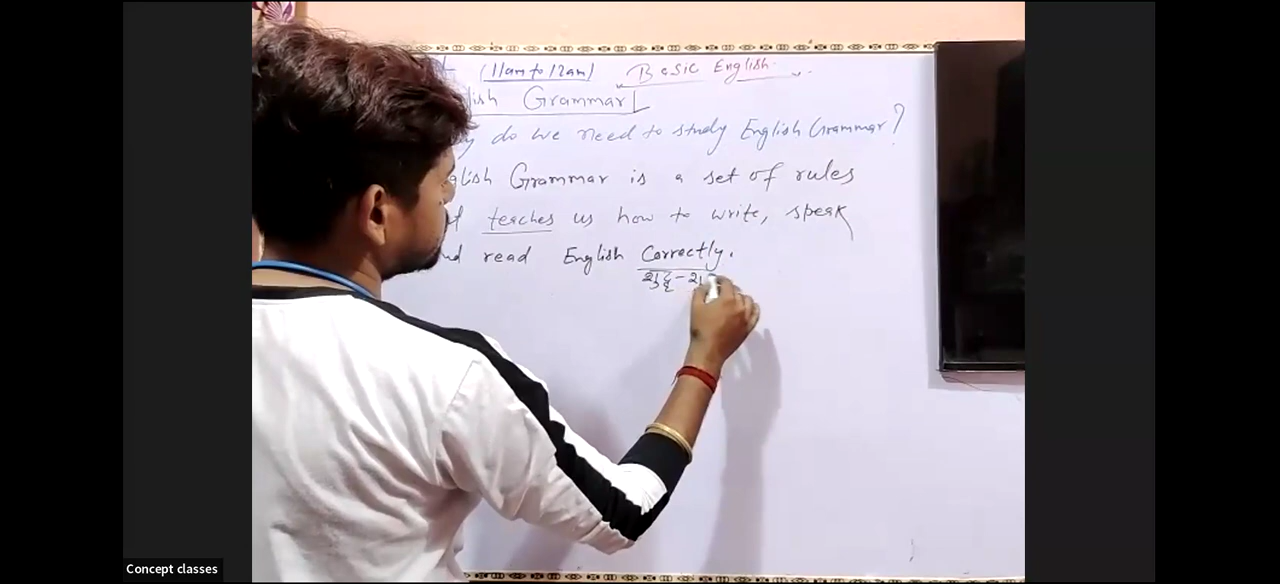 (11am to 12am) Basic English
Grammar
do we need to study English Grammar?
Grammar is a set of rules
teaches us how to write, speak
read English Correctly.
Concept classes